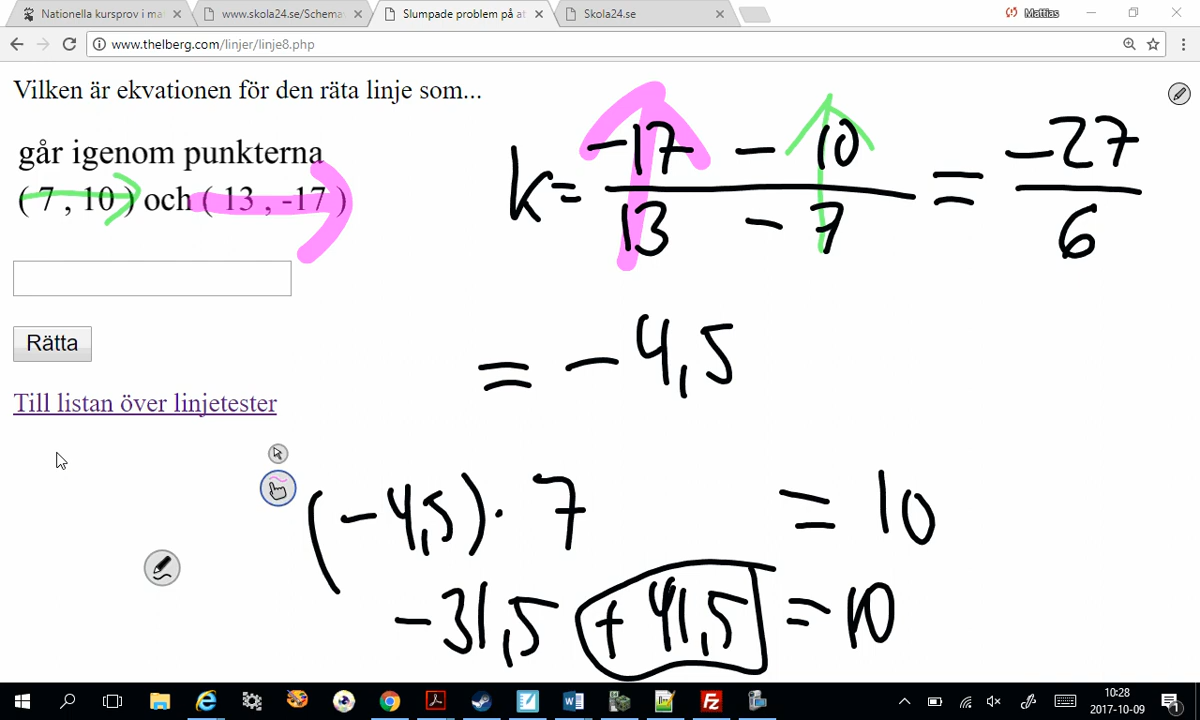 Nationella kursprov i ma
www.skola24.se/Schema
Slumpade problem på at
Skola24.se
Mattias
www.thelberg.com/linjer/linje8.php
Vilken är ekvationen för den räta linje som...
går igenom punkterna
( 7 , 10 ) och ( 13 , -17 )
k = (-17 - 10)/(13 - 7) = -27/6
= -4,5
Rätta
Till listan över linjetester
(-4,5) · 7 = 10
-31,5 + 41,5 = 10
10:28
2017-10-09
1